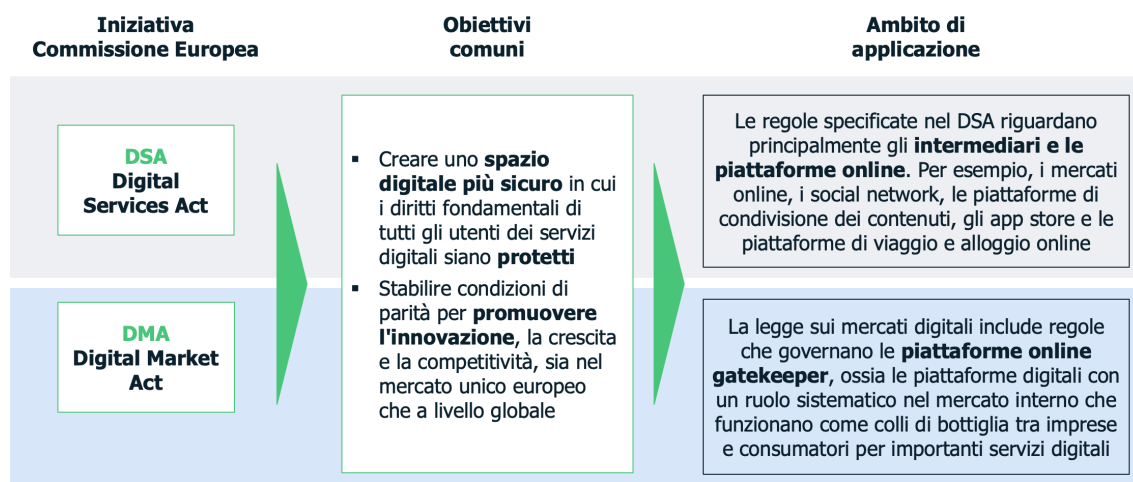 Iniziativa
Commissione Europea
Obiettivi
comuni
Ambito di
applicazione
DSA
Digital
Services Act
DMA
Digital Market
Act
▪ Creare uno spazio
digitale più sicuro in cui
i diritti fondamentali di
tutti gli utenti dei servizi
digitali siano protetti
▪ Stabilire condizioni di
parità per promuovere
l'innovazione, la crescita
e la competitività, sia nel
mercato unico europeo
che a livello globale
Le regole specificate nel DSA riguardano
principalmente gli intermediari e le
piattaforme online. Per esempio, i mercati
online, i social network, le piattaforme di
condivisione dei contenuti, gli app store e le
piattaforme di viaggio e alloggio online
La legge sui mercati digitali include regole
che governano le piattaforme online
gatekeeper, ossia le piattaforme digitali con
un ruolo sistematico nel mercato interno che
funzionano come colli di bottiglia tra imprese
e consumatori per importanti servizi digitali